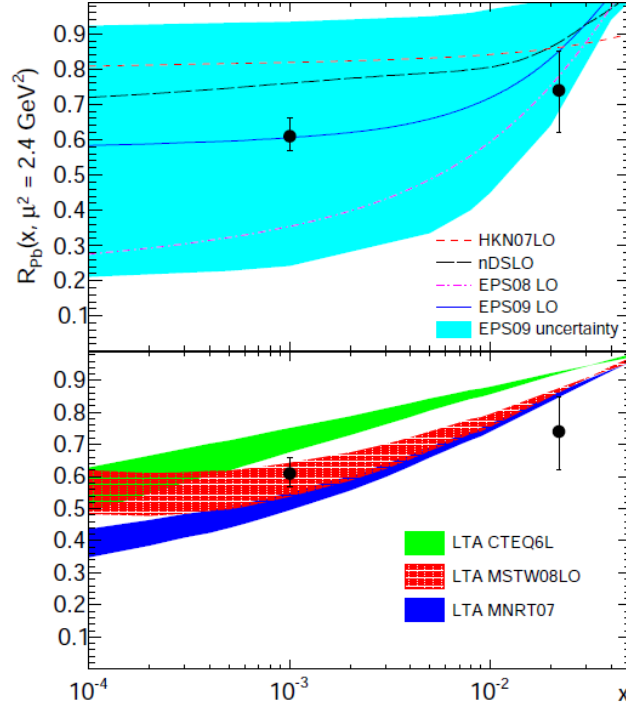 R_Pb(x, μ² = 2.4 GeV²)
0.9
0.8
0.7
0.6
0.5
0.4
0.3
0.2
0.1
HKN07LO
nDSLO
EPS08 LO
EPS09 LO
EPS09 uncertainty
0.9
0.8
0.7
0.6
0.5
0.4
0.3
0.2
0.1
LTA CTEQ6L
LTA MSTW08LO
LTA MNRT07
10⁻⁴ 10⁻³ 10⁻² x